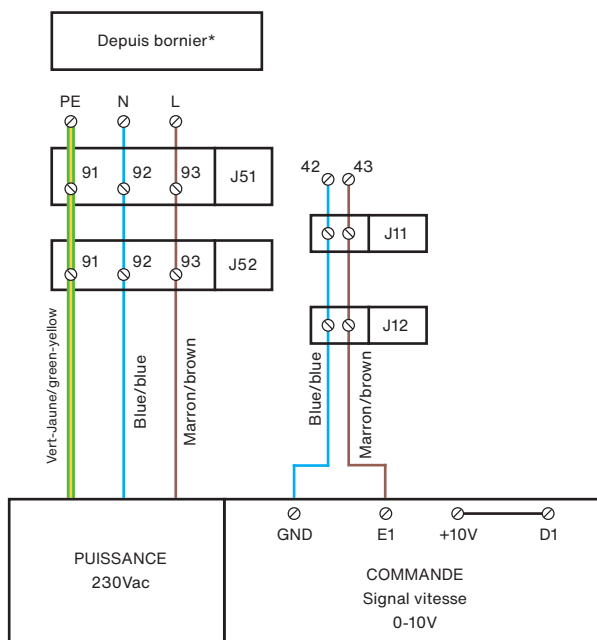 Depuis bornier*
PE N L
91 92 93 J51
42 43
J11
91 92 93 J52
J12
Vert-Jaune/green-yellow
Blue/blue
Marron/brown
Blue/blue
Marron/brown
GND E1 +10V D1
PUISSANCE
230Vac
COMMANDE
Signal vitesse
0-10V